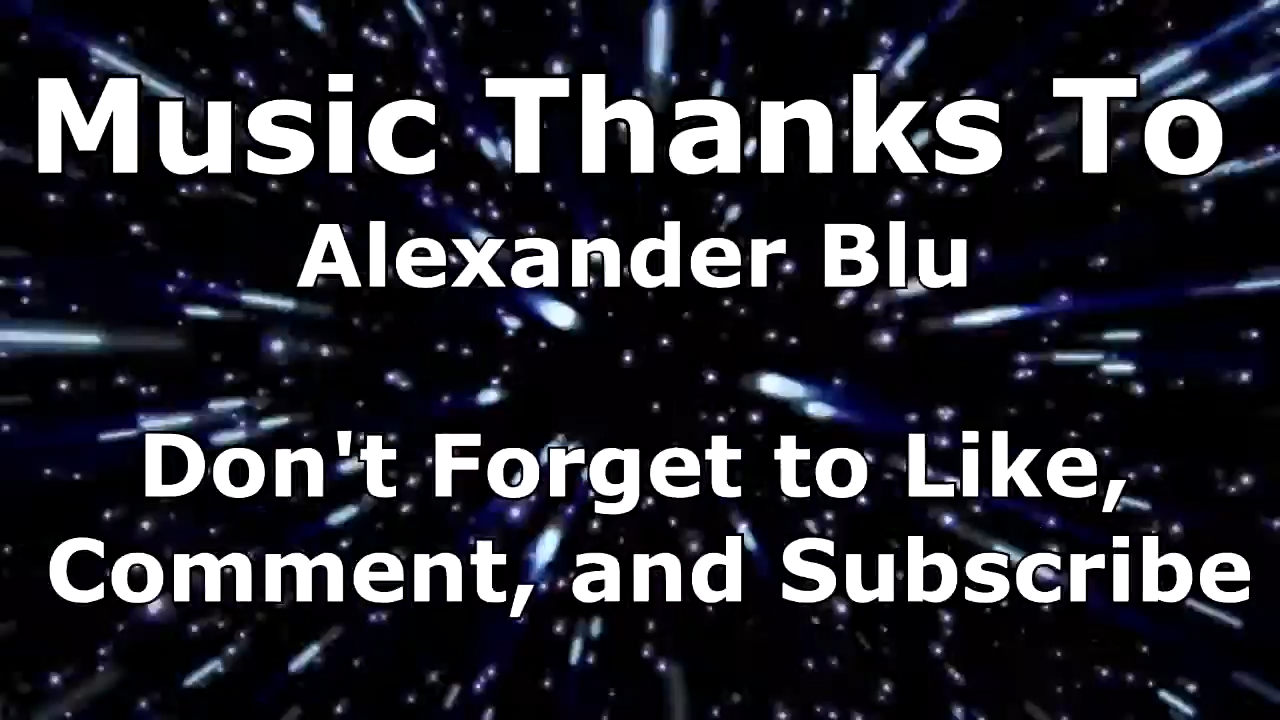 Music Thanks To
Alexander Blu
Don't Forget to Like,
Comment, and Subscribe